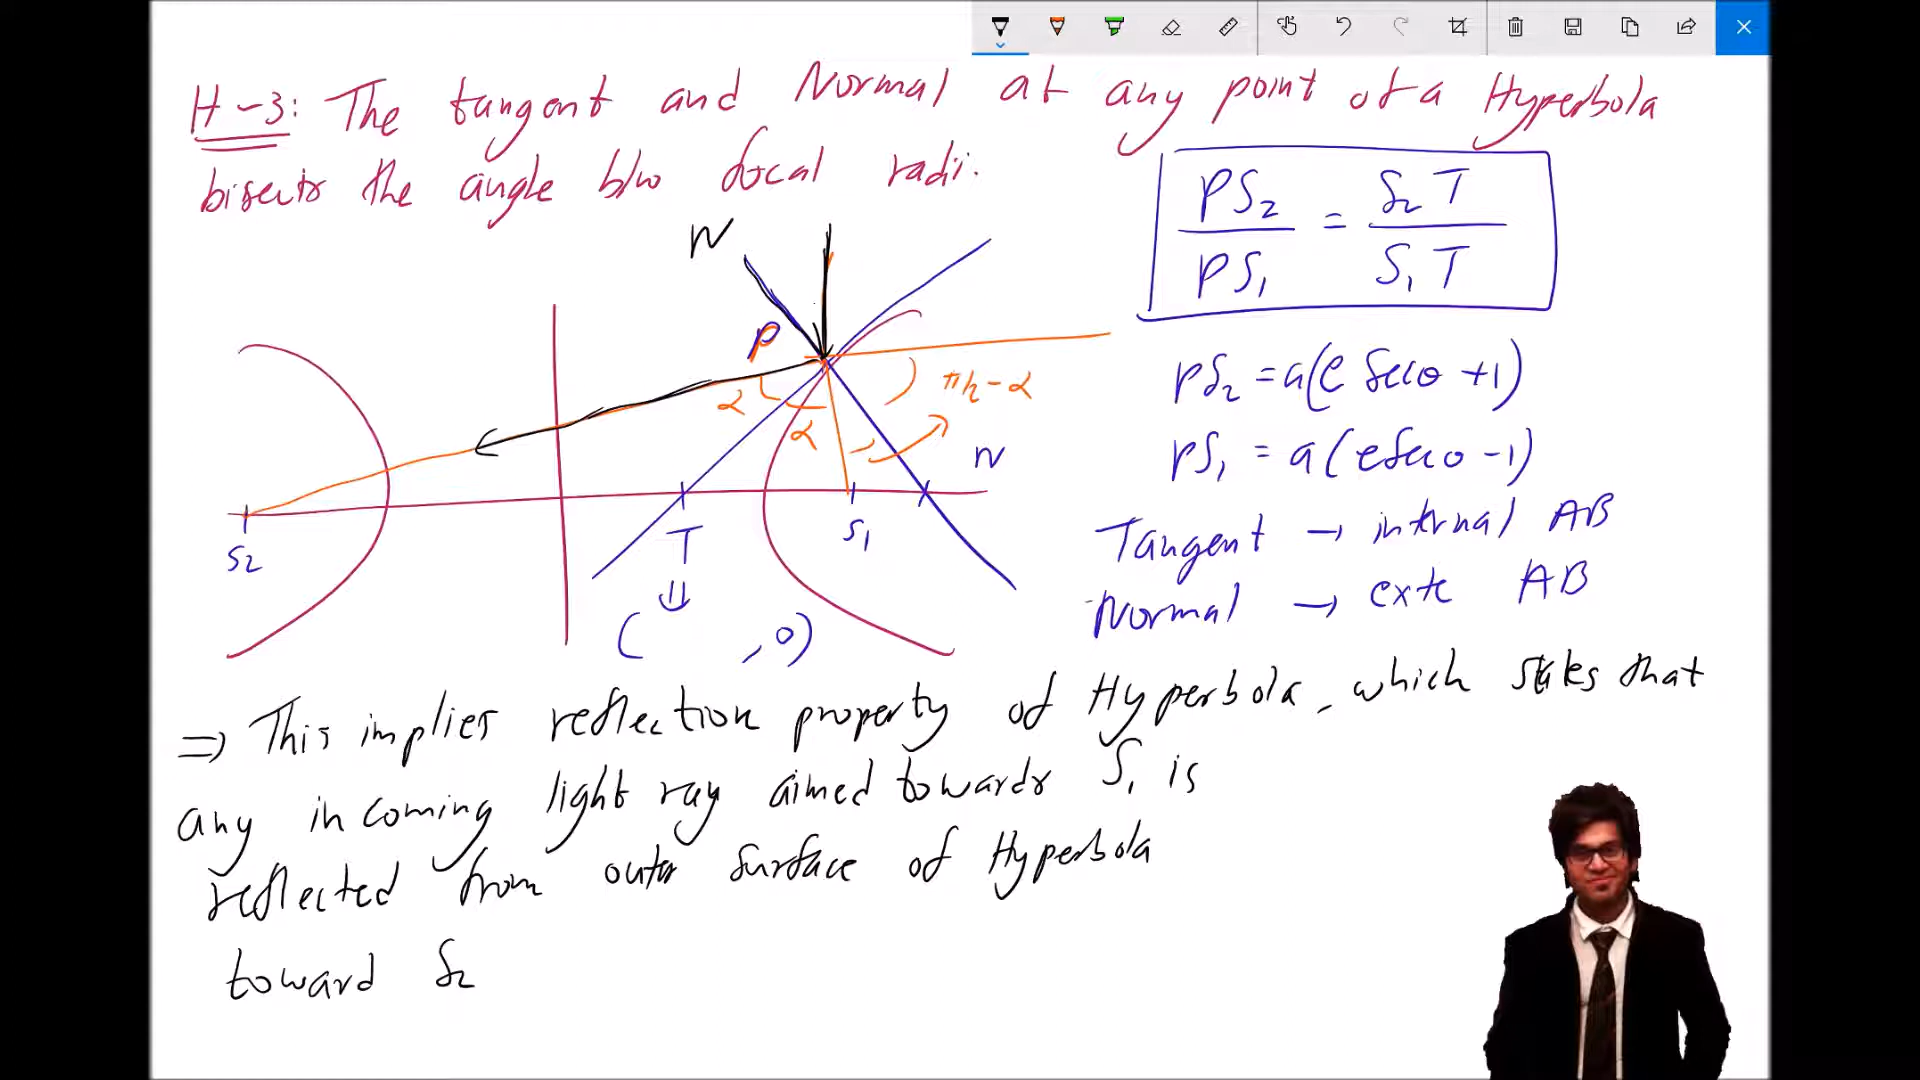 H-3: The tangent and Normal at any point of a Hyperbola
bisects the angle b/w focal radii.
PS₂/PS₁ = S₂T/S₁T
N
P
α
α
π/2-α
N
S₂
T
S₁
⇓
( , 0)
PS₂ = a(e secθ +1)
PS₁ = a(e secθ -1)
Tangent → internal AB
Normal → exte AB
⇒ This implies reflection property of Hyperbola, which states that
any incoming light ray aimed towards S₁ is
reflected from outer surface of Hyperbola
toward S₂